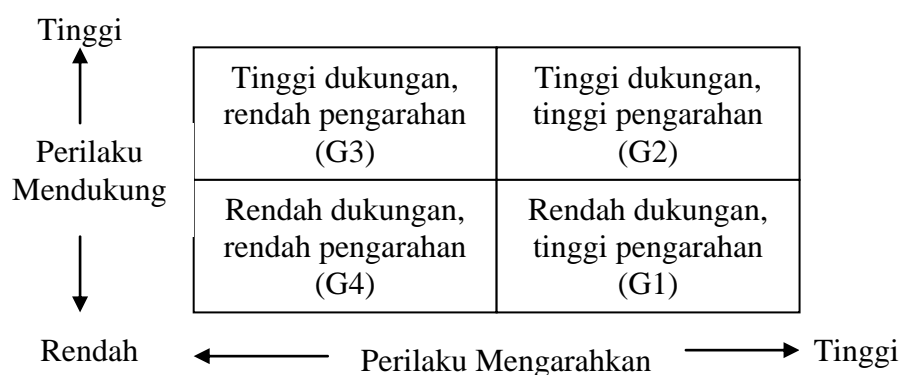 Tinggi
Tinggi dukungan,
rendah pengarahan
(G3)
Tinggi dukungan,
tinggi pengarahan
(G2)
Perilaku
Mendukung
Rendah dukungan,
rendah pengarahan
(G4)
Rendah dukungan,
tinggi pengarahan
(G1)
Rendah
Perilaku Mengarahkan
Tinggi